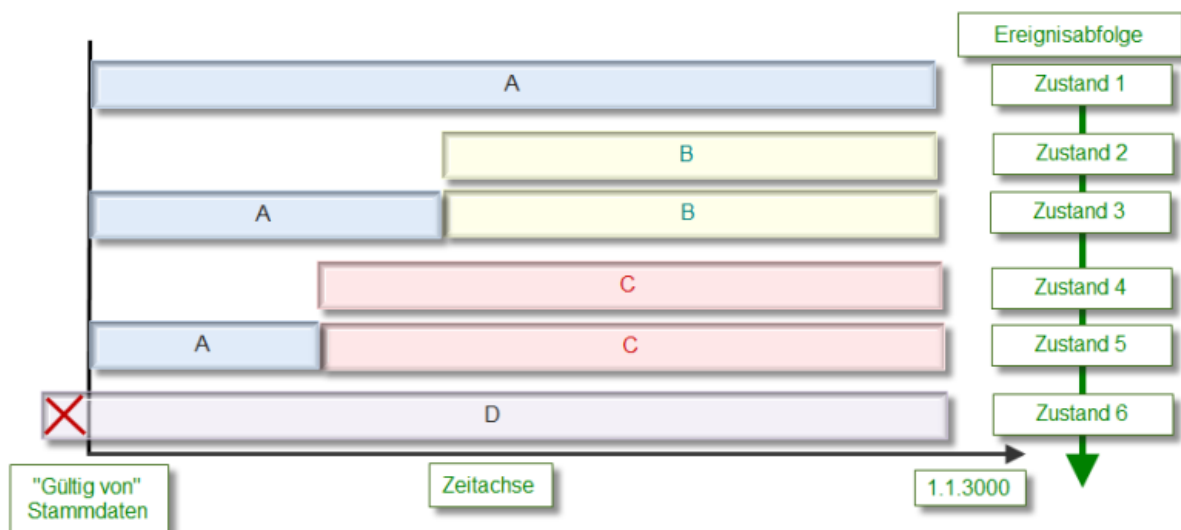 Ereignisabfolge
A
Zustand 1
B
Zustand 2
A
B
Zustand 3
C
Zustand 4
A
C
Zustand 5
D
Zustand 6
"Gültig von"
Stammdaten
Zeitachse
1.1.3000